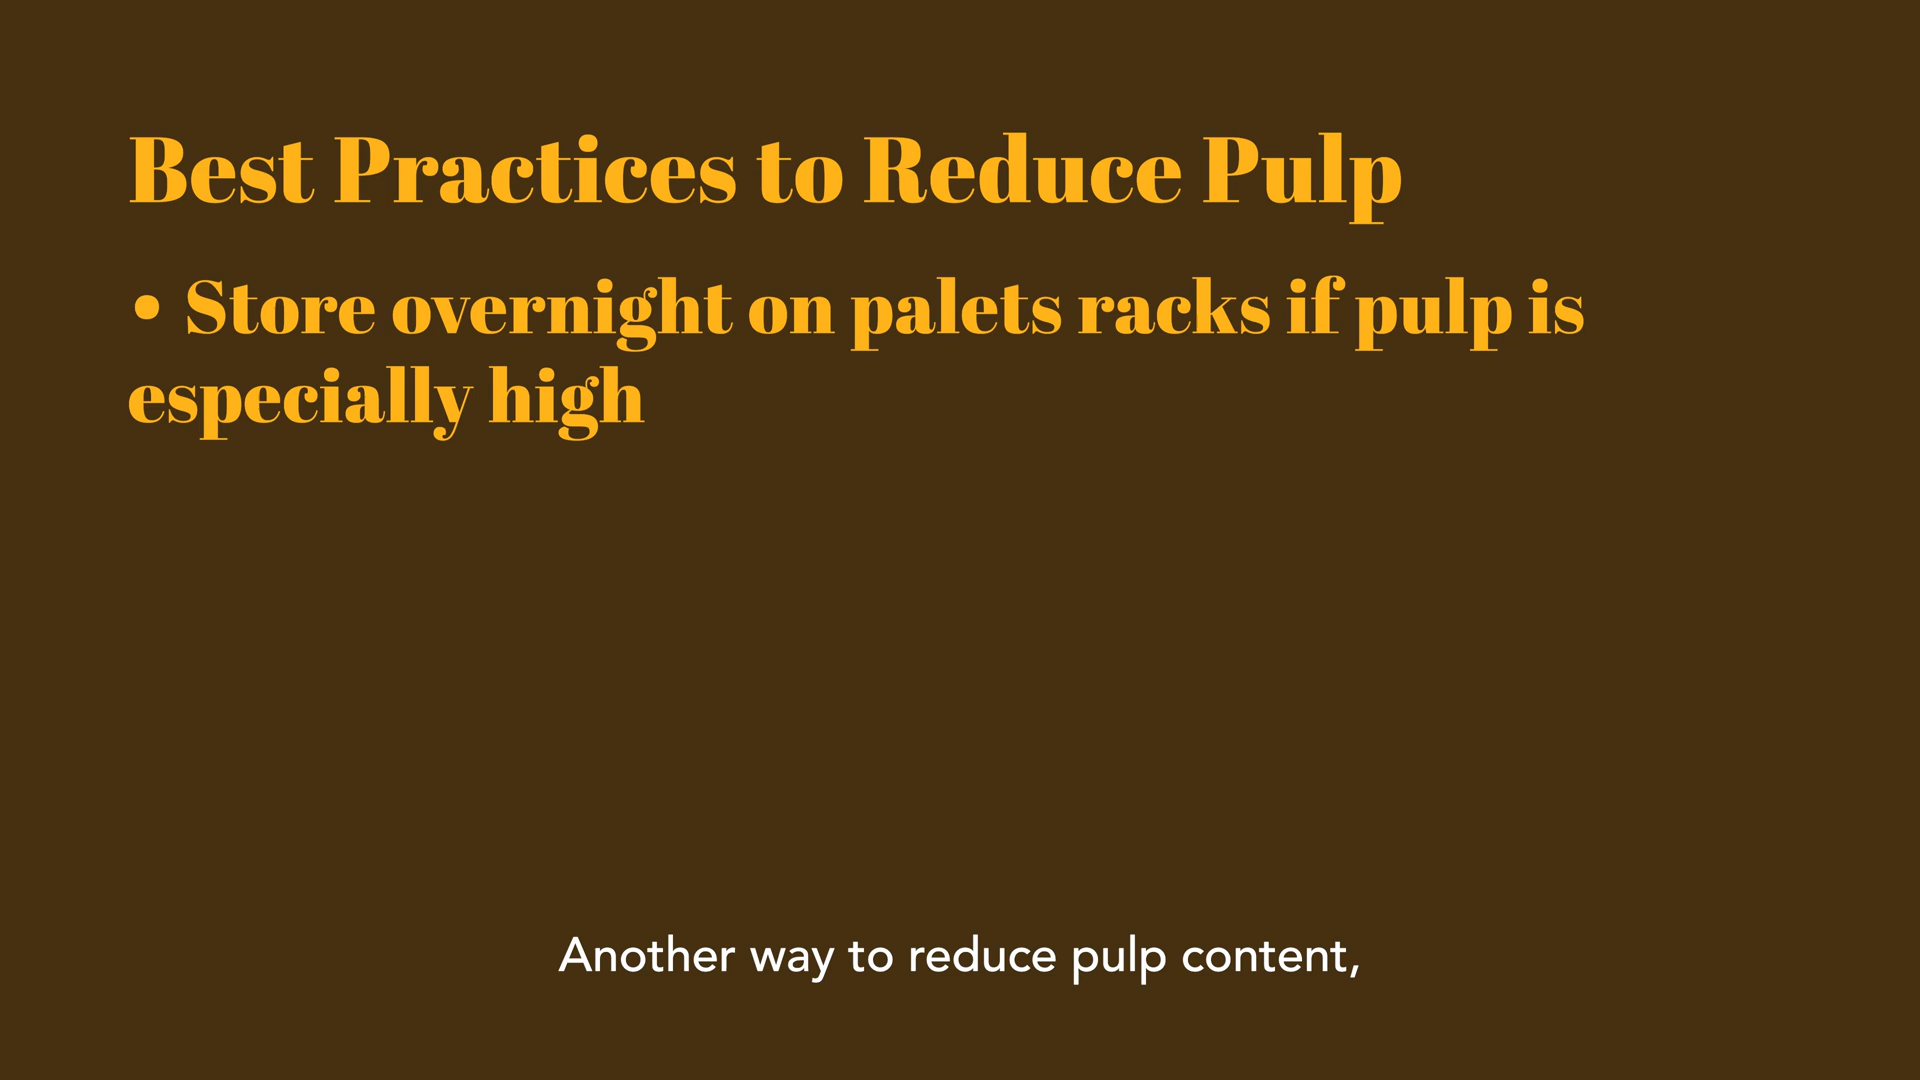 Best Practices to Reduce Pulp
• Store overnight on palets racks if pulp is
especially high
Another way to reduce pulp content,